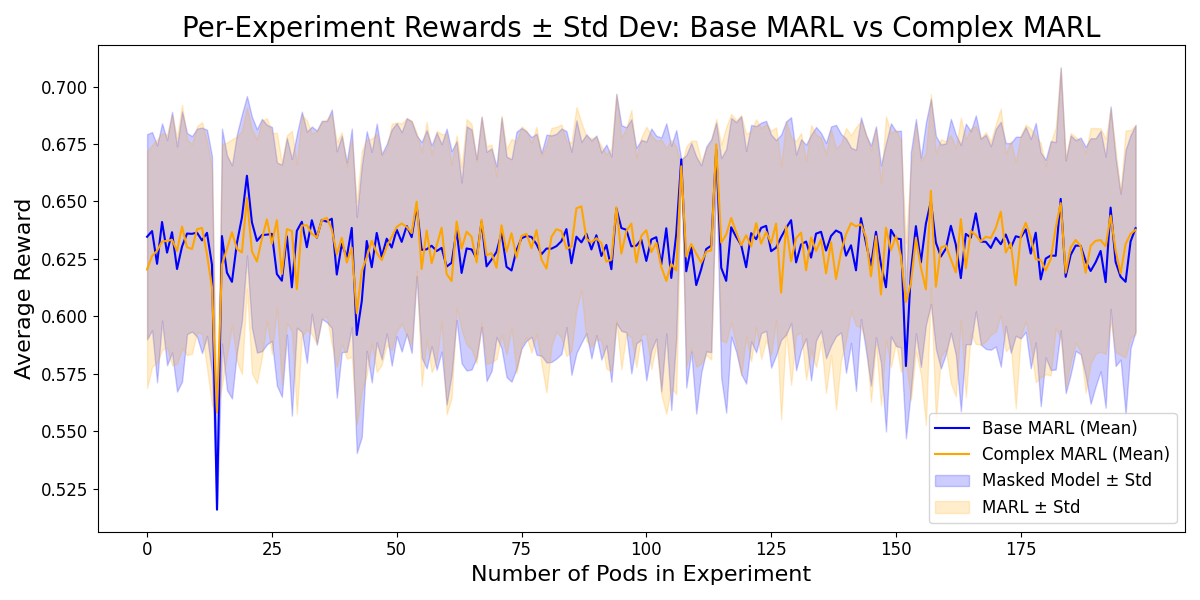 Per-Experiment Rewards ± Std Dev: Base MARL vs Complex MARL
Average Reward
0.700
0.675
0.650
0.625
0.600
0.575
0.550
0.525
Base MARL (Mean)
Complex MARL (Mean)
Masked Model ± Std
MARL ± Std
0 25 50 75 100 125 150 175
Number of Pods in Experiment